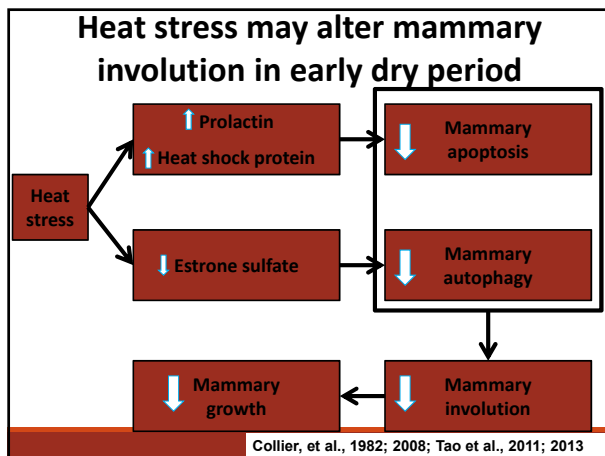 Heat stress may alter mammary
involution in early dry period
Prolactin
Heat shock protein
Mammary
apoptosis
Heat
stress
Estrone sulfate
Mammary
autophagy
Mammary
growth
Mammary
involution
Collier, et al., 1982; 2008; Tao et al., 2011; 2013